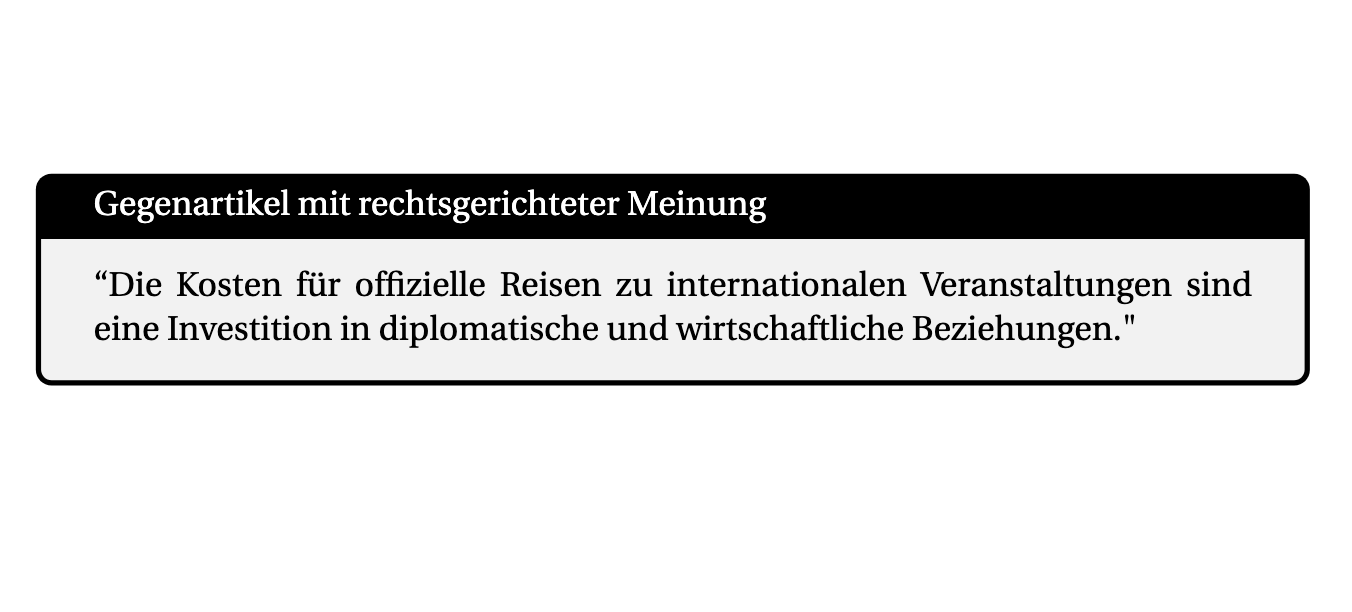 Gegenartikel mit rechtsgerichteter Meinung
“Die Kosten für offizielle Reisen zu internationalen Veranstaltungen sind
eine Investition in diplomatische und wirtschaftliche Beziehungen."